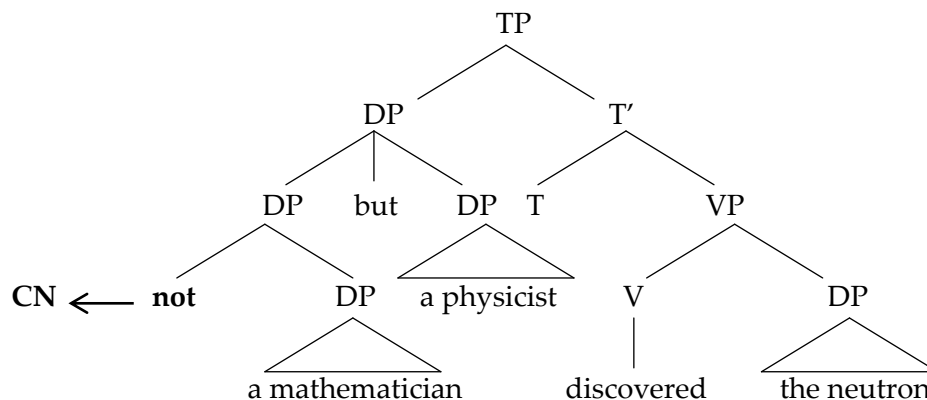 TP
DP T′
DP but DP T VP
CN not DP a physicist V DP
a mathematician discovered the neutron